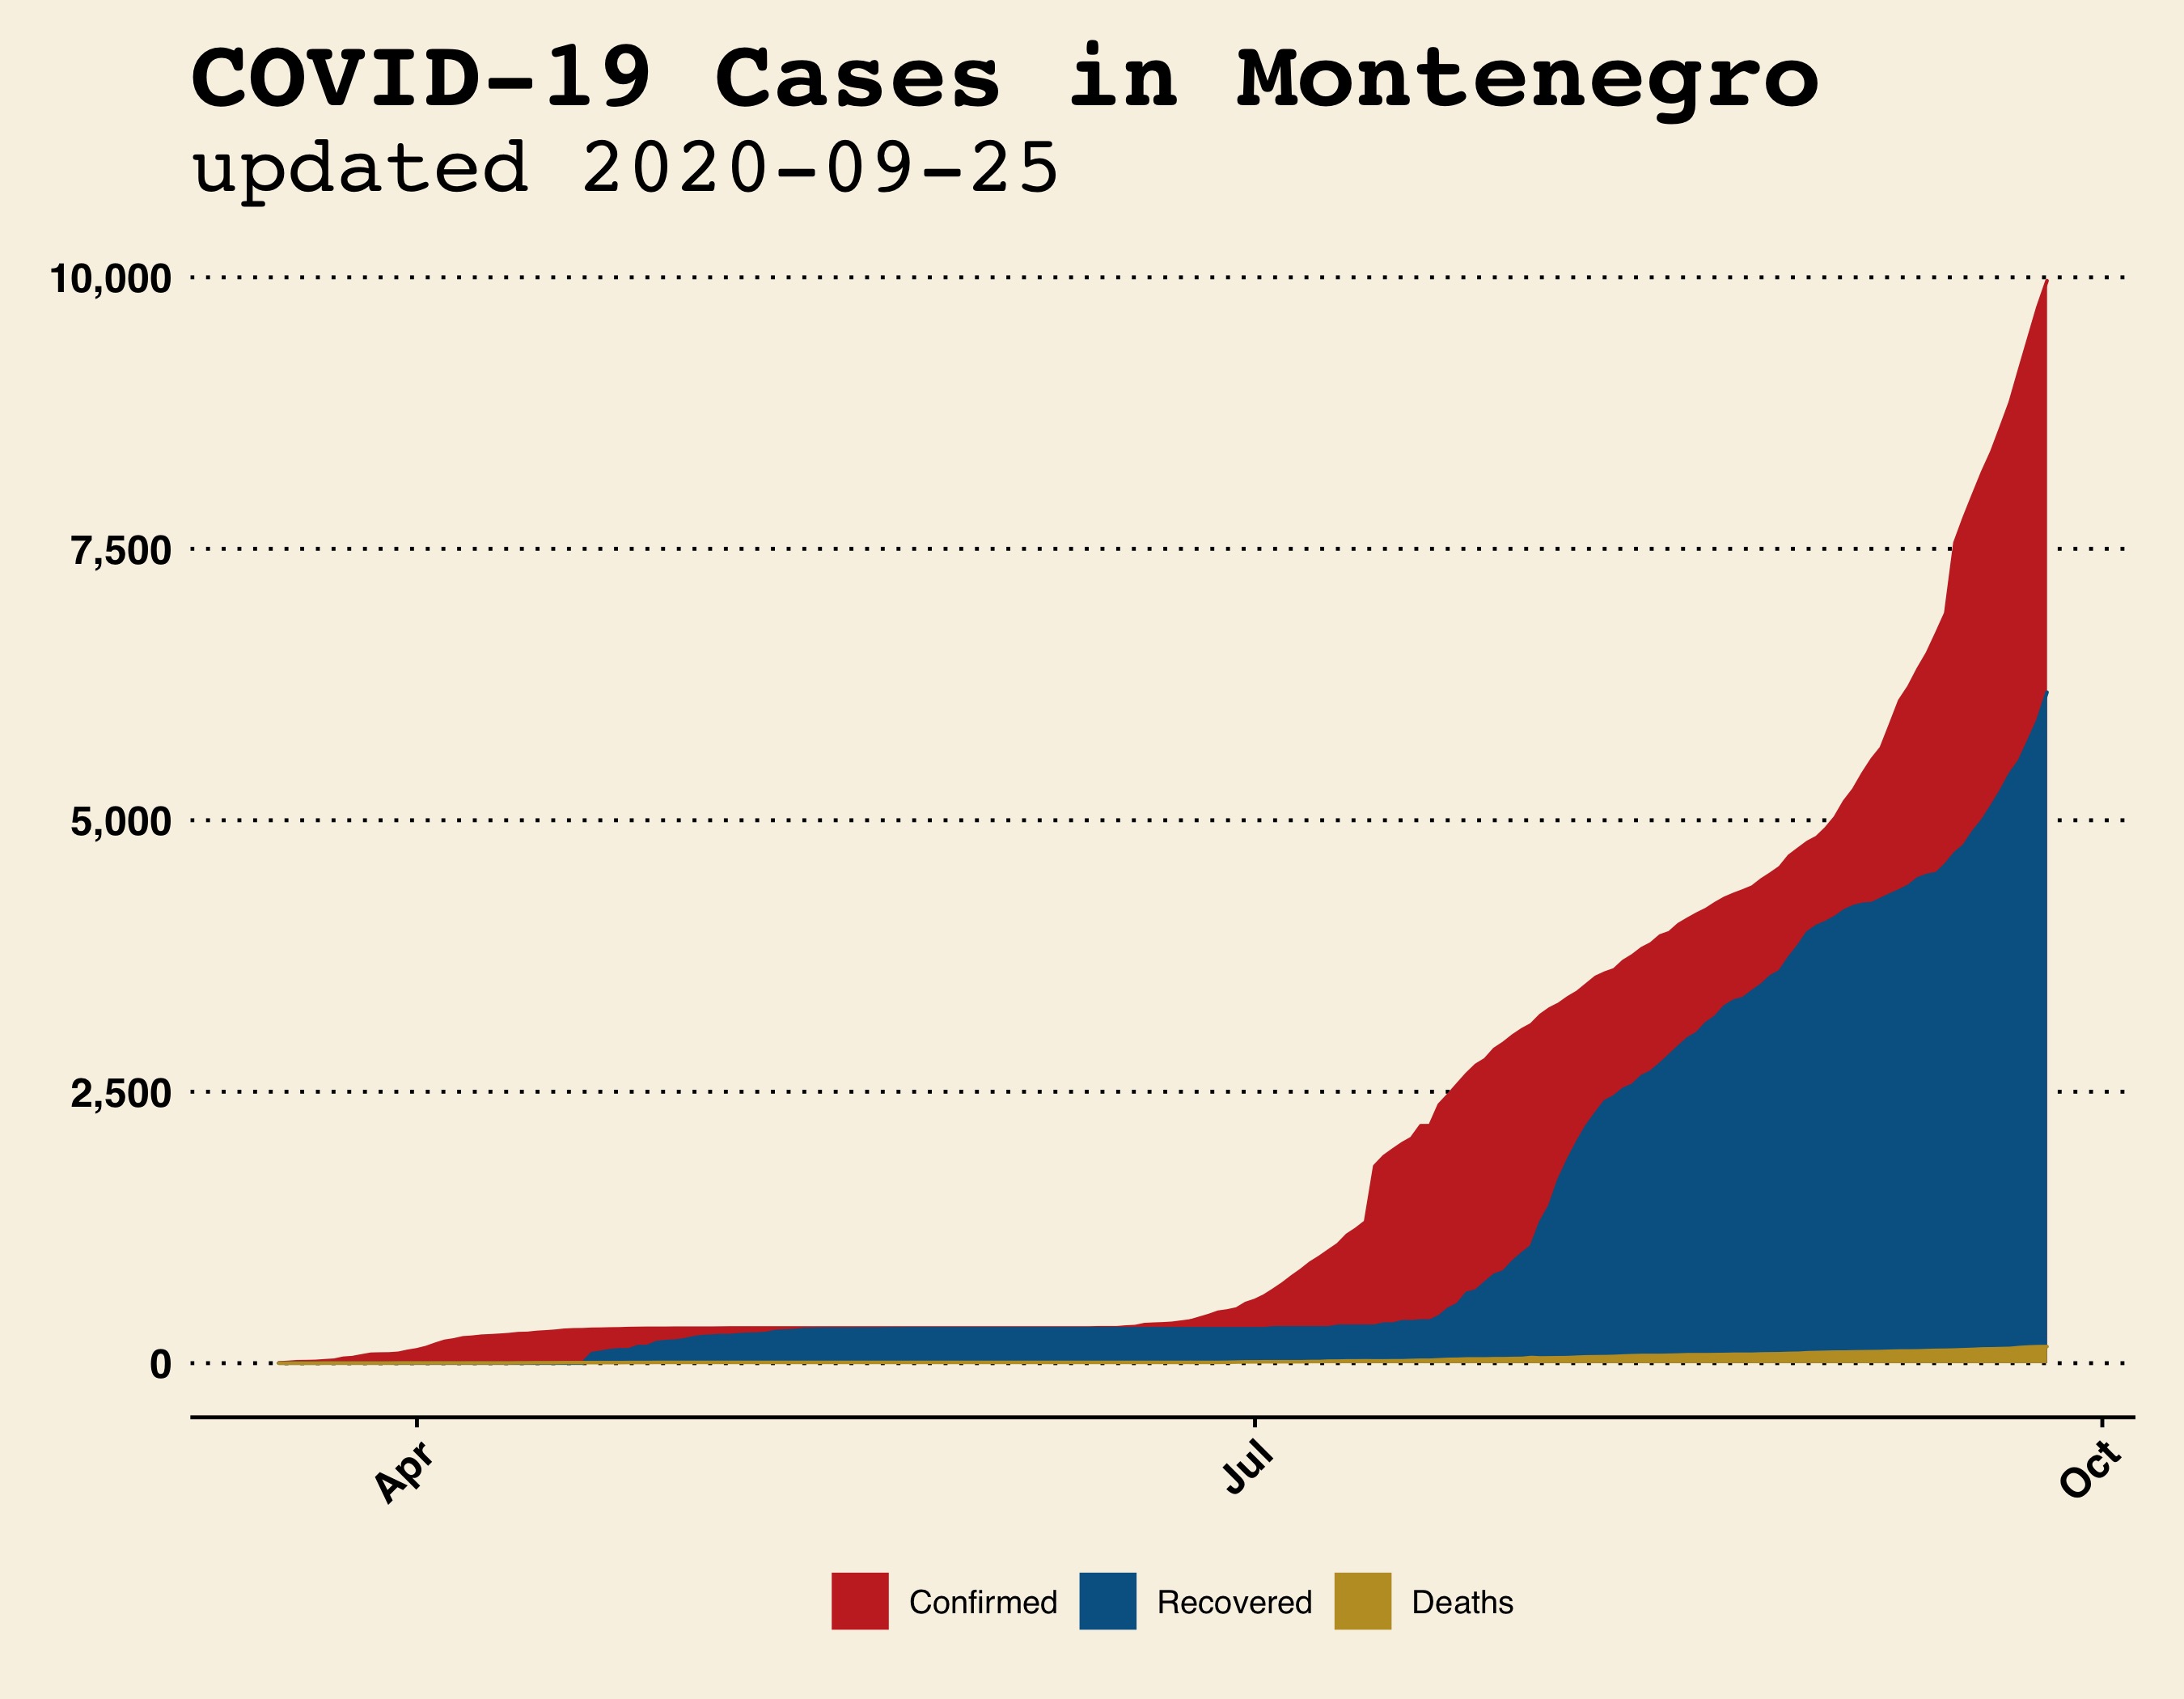 COVID-19 Cases in Montenegro
updated 2020-09-25
10,000
7,500
5,000
2,500
0
Apr
Jul
Oct
Confirmed
Recovered
Deaths